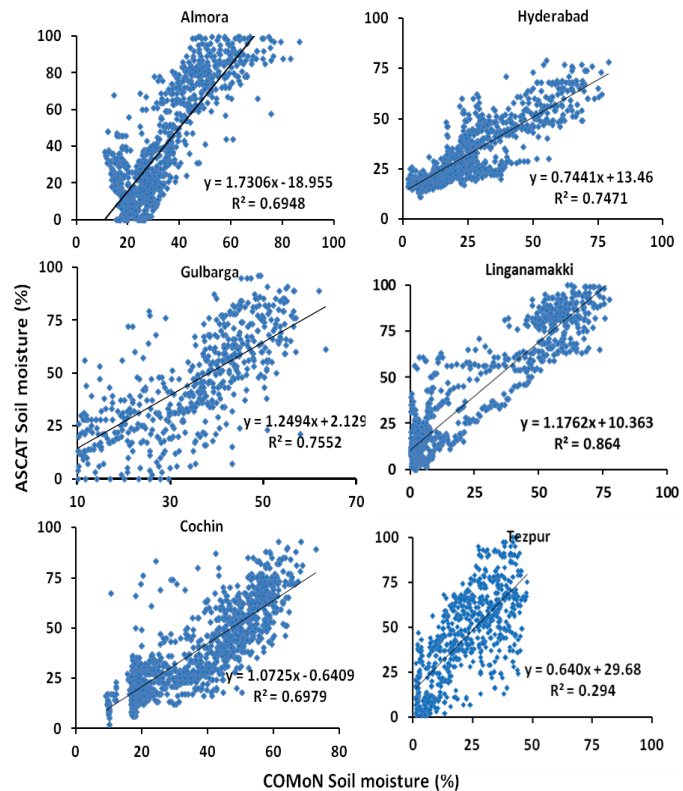 Almora
100
80
60
40
20
0
0 20 40 60 80 100
y = 1.7306x - 18.955
R² = 0.6948
Hyderabad
100
75
50
25
0
0 25 50 75 100
y = 0.7441x + 13.46
R² = 0.7471
Gulbarga
100
75
50
25
0
10 30 50 70
y = 1.2494x + 2.129
R² = 0.7552
Linganamakki
100
75
50
25
0
0 25 50 75 100
y = 1.1762x + 10.363
R² = 0.864
Cochin
100
75
50
25
0
0 20 40 60 80
y = 1.0725x - 0.6409
R² = 0.6979
Tezpur
100
75
50
25
0
0 25 50 75 100
y = 0.640x + 29.68
R² = 0.294
ASCAT Soil moisture (%)
COMoN Soil moisture (%)